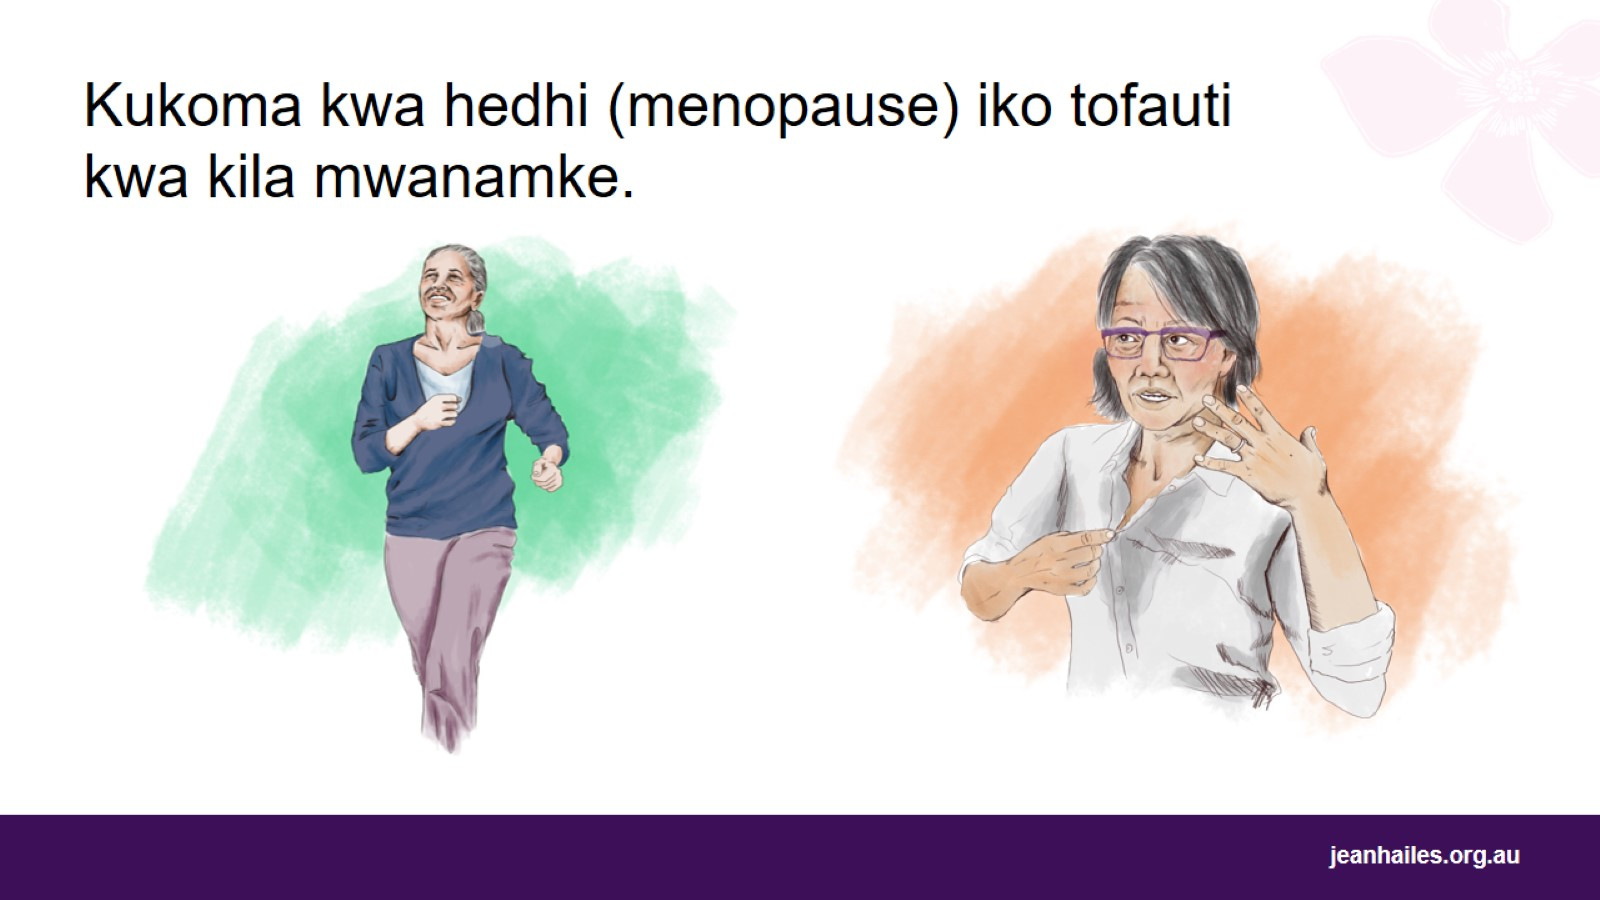 Kukoma kwa hedhi (menopause) iko tofauti
kwa kila mwanamke.
jeanhailes.org.au